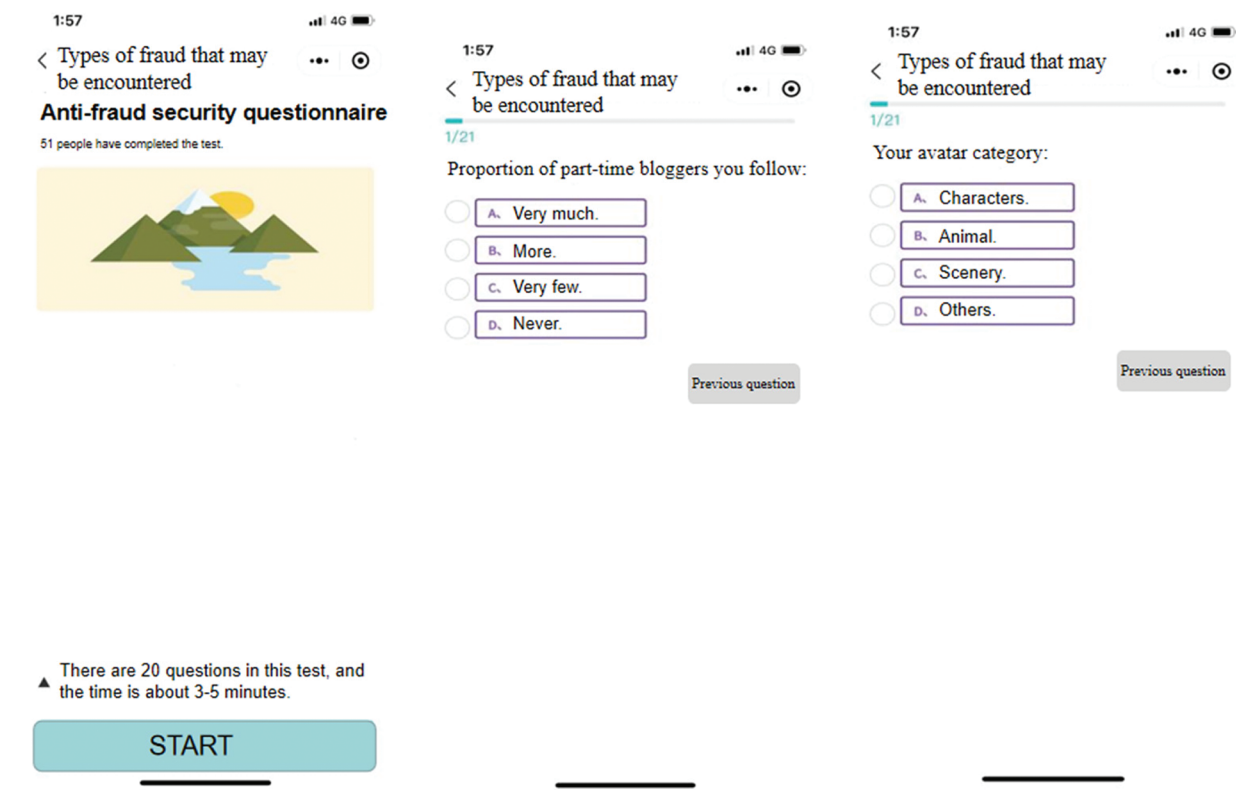 1:57
4G
Types of fraud that may
be encountered
Anti-fraud security questionnaire
51 people have completed the test.
There are 20 questions in this test, and
the time is about 3-5 minutes.
START
1:57
4G
Types of fraud that may
be encountered
1/21
Proportion of part-time bloggers you follow:
A、 Very much.
B、 More.
C、 Very few.
D、 Never.
Previous question
1:57
4G
Types of fraud that may
be encountered
1/21
Your avatar category:
A、 Characters.
B、 Animal.
C、 Scenery.
D、 Others.
Previous question